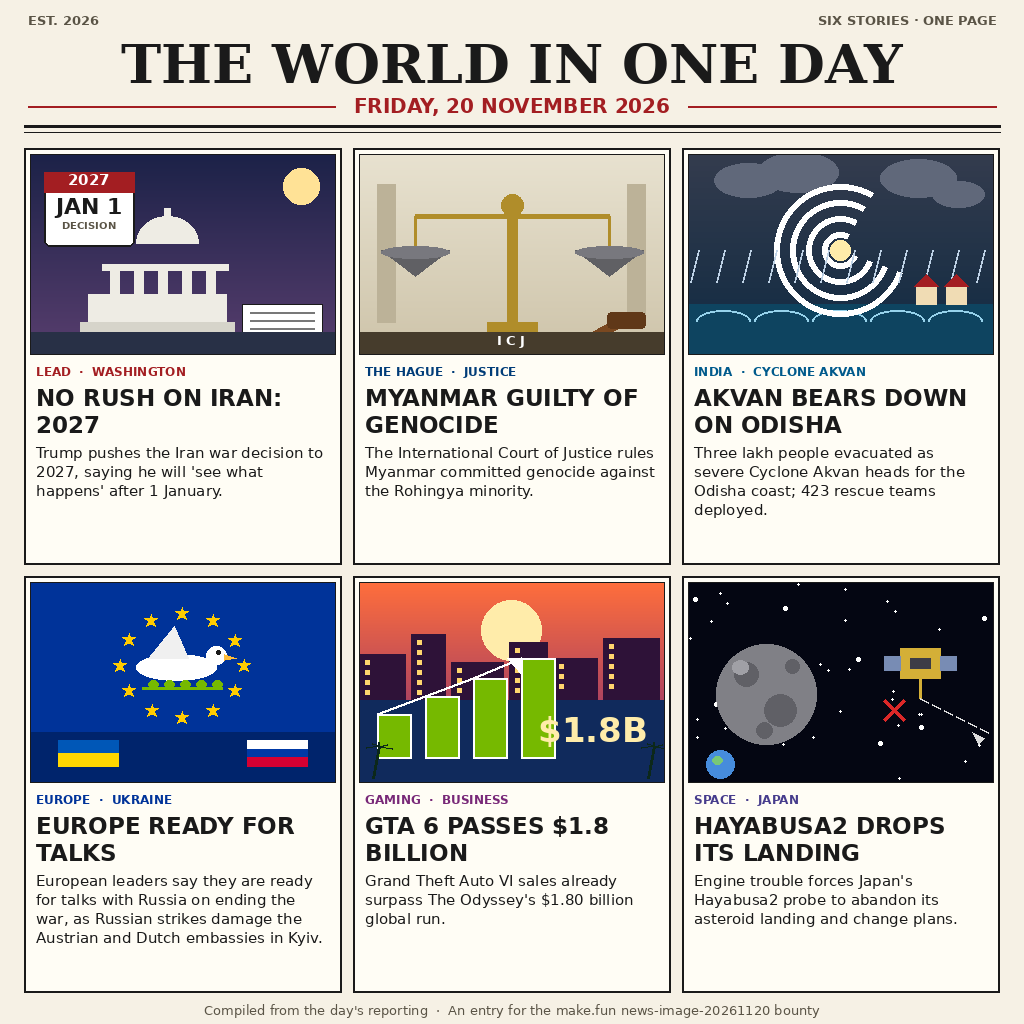 EST. 2026
SIX STORIES · ONE PAGE
THE WORLD IN ONE DAY
FRIDAY, 20 NOVEMBER 2026
2027
JAN 1
DECISION
LEAD · WASHINGTON
NO RUSH ON IRAN:
2027
Trump pushes the Iran war decision to
2027, saying he will 'see what
happens' after 1 January.
ICJ
THE HAGUE · JUSTICE
MYANMAR GUILTY OF
GENOCIDE
The International Court of Justice rules
Myanmar committed genocide against
the Rohingya minority.
INDIA · CYCLONE AKVAN
AKVAN BEARS DOWN
ON ODISHA
Three lakh people evacuated as
severe Cyclone Akvan heads for the
Odisha coast; 423 rescue teams
deployed.
EUROPE · UKRAINE
EUROPE READY FOR
TALKS
European leaders say they are ready
for talks with Russia on ending the
war, as Russian strikes damage the
Austrian and Dutch embassies in Kyiv.
$1.8B
GAMING · BUSINESS
GTA 6 PASSES $1.8
BILLION
Grand Theft Auto VI sales already
surpass The Odyssey's $1.80 billion
global run.
SPACE · JAPAN
HAYABUSA2 DROPS
ITS LANDING
Engine trouble forces Japan's
Hayabusa2 probe to abandon its
asteroid landing and change plans.
Compiled from the day's reporting · An entry for the make.fun news-image-20261120 bounty